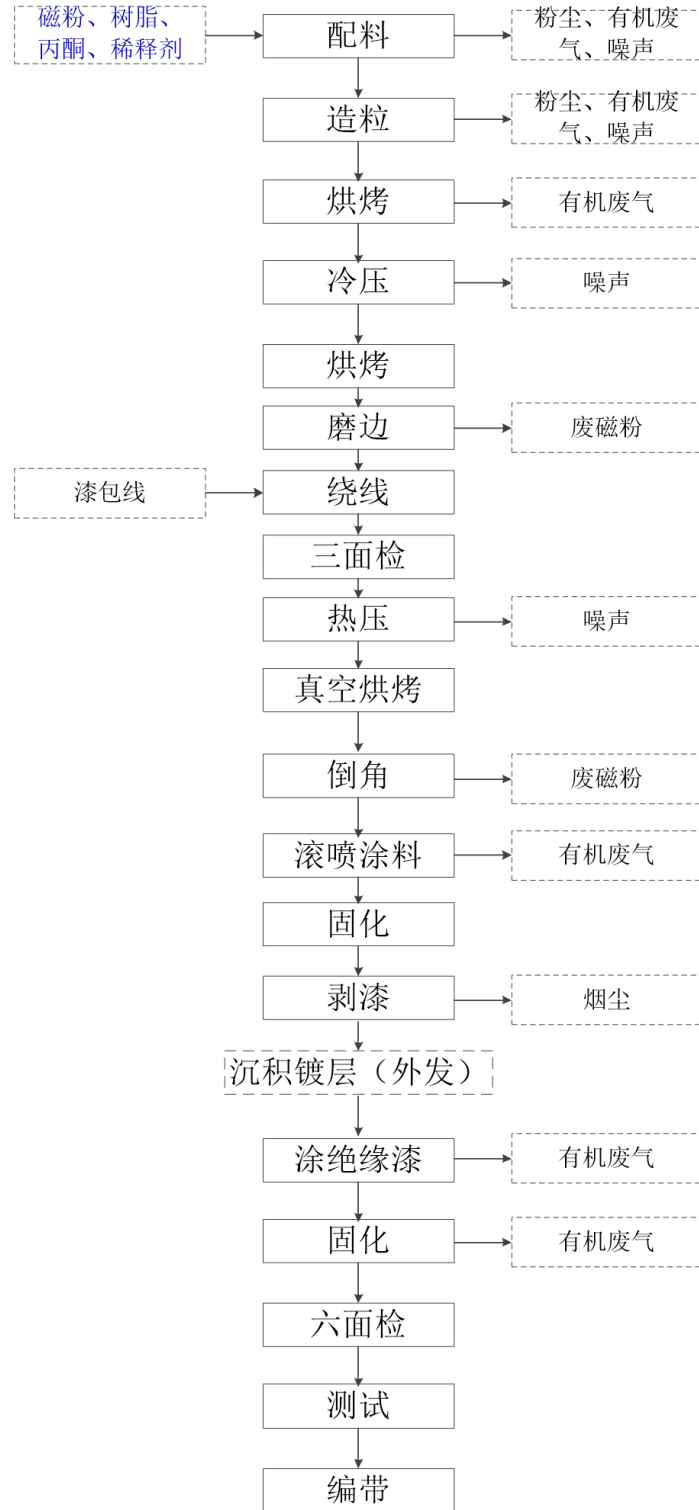 磁粉、树脂、
丙酮、稀释剂
配料
粉尘、有机废
气、噪声
造粒
粉尘、有机废
气、噪声
烘烤
有机废气
冷压
噪声
烘烤
磨边
废磁粉
漆包线
绕线
三面检
热压
噪声
真空烘烤
倒角
废磁粉
滚喷涂料
有机废气
固化
剥漆
烟尘
沉积镀层（外发）
涂绝缘漆
有机废气
固化
有机废气
六面检
测试
编带